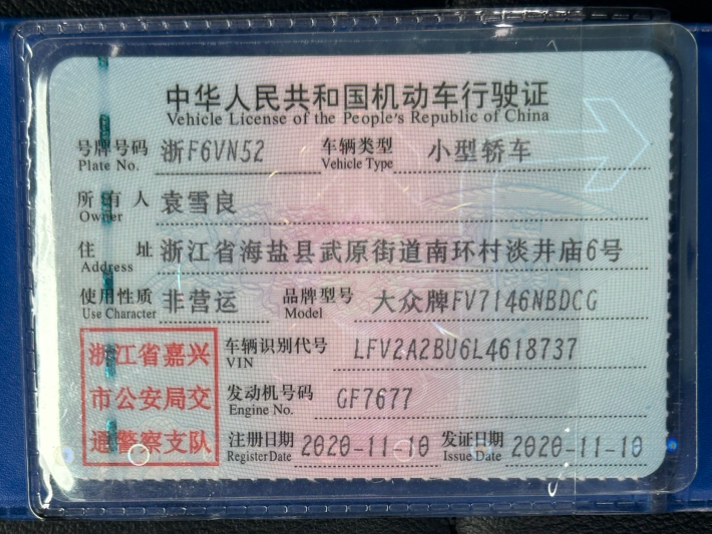 中华人民共和国机动车行驶证
Vehicle License of the People's Republic of China
号牌号码 浙F6VN52 车辆类型 小型轿车
Plate No. Vehicle Type
所有人 袁雪良
Owner
住址 浙江省海盐县武原街道南环村淡井庙6号
Address
使用性质 非营运 品牌型号 大众牌FV7146NBDCG
Use Character Model
浙江省嘉兴
市公安局交
通警察支队
车辆识别代号 LFV2A2BU6L4618737
VIN
发动机号码 GF7677
Engine No.
注册日期 2020-11-10 发证日期 2020-11-10
Register Date Issue Date